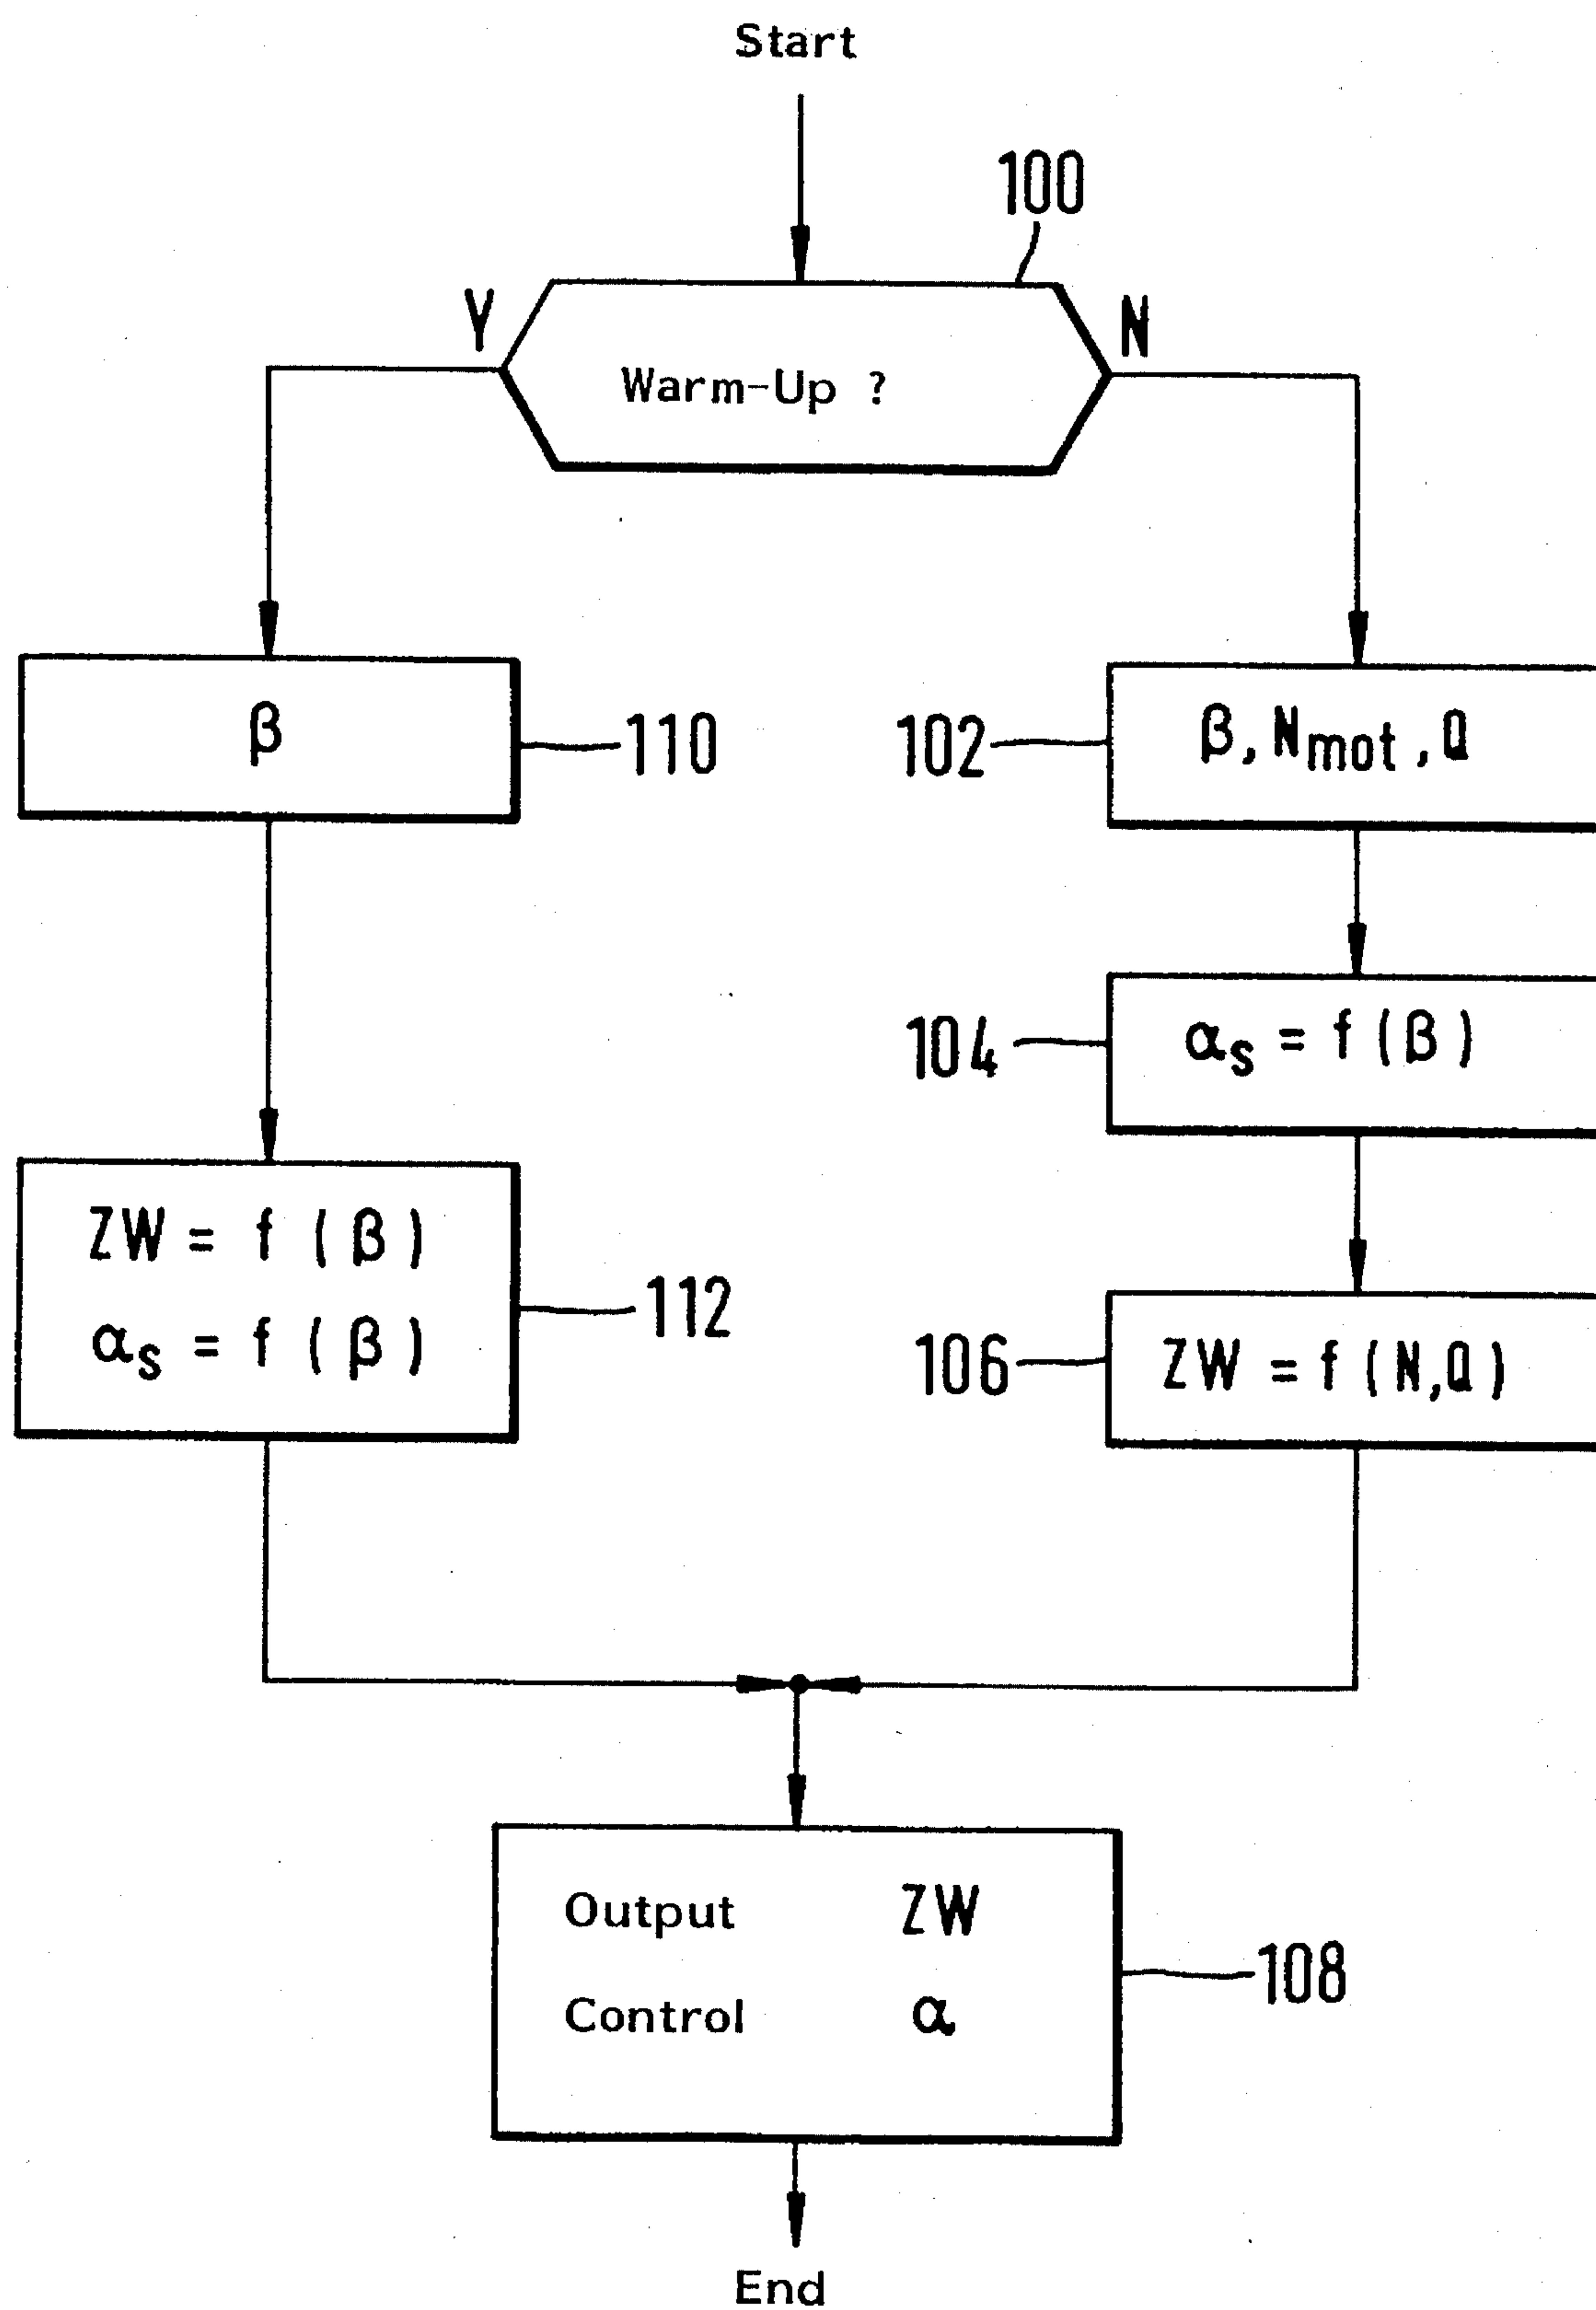 Start
100
Y
N
Warm-Up ?
β
110
102
β, Nmot, Q
104
αs = f (β)
ZW = f (β)
αs = f (β)
112
106
ZW = f (N,Q)
Output ZW
Control α
108
End